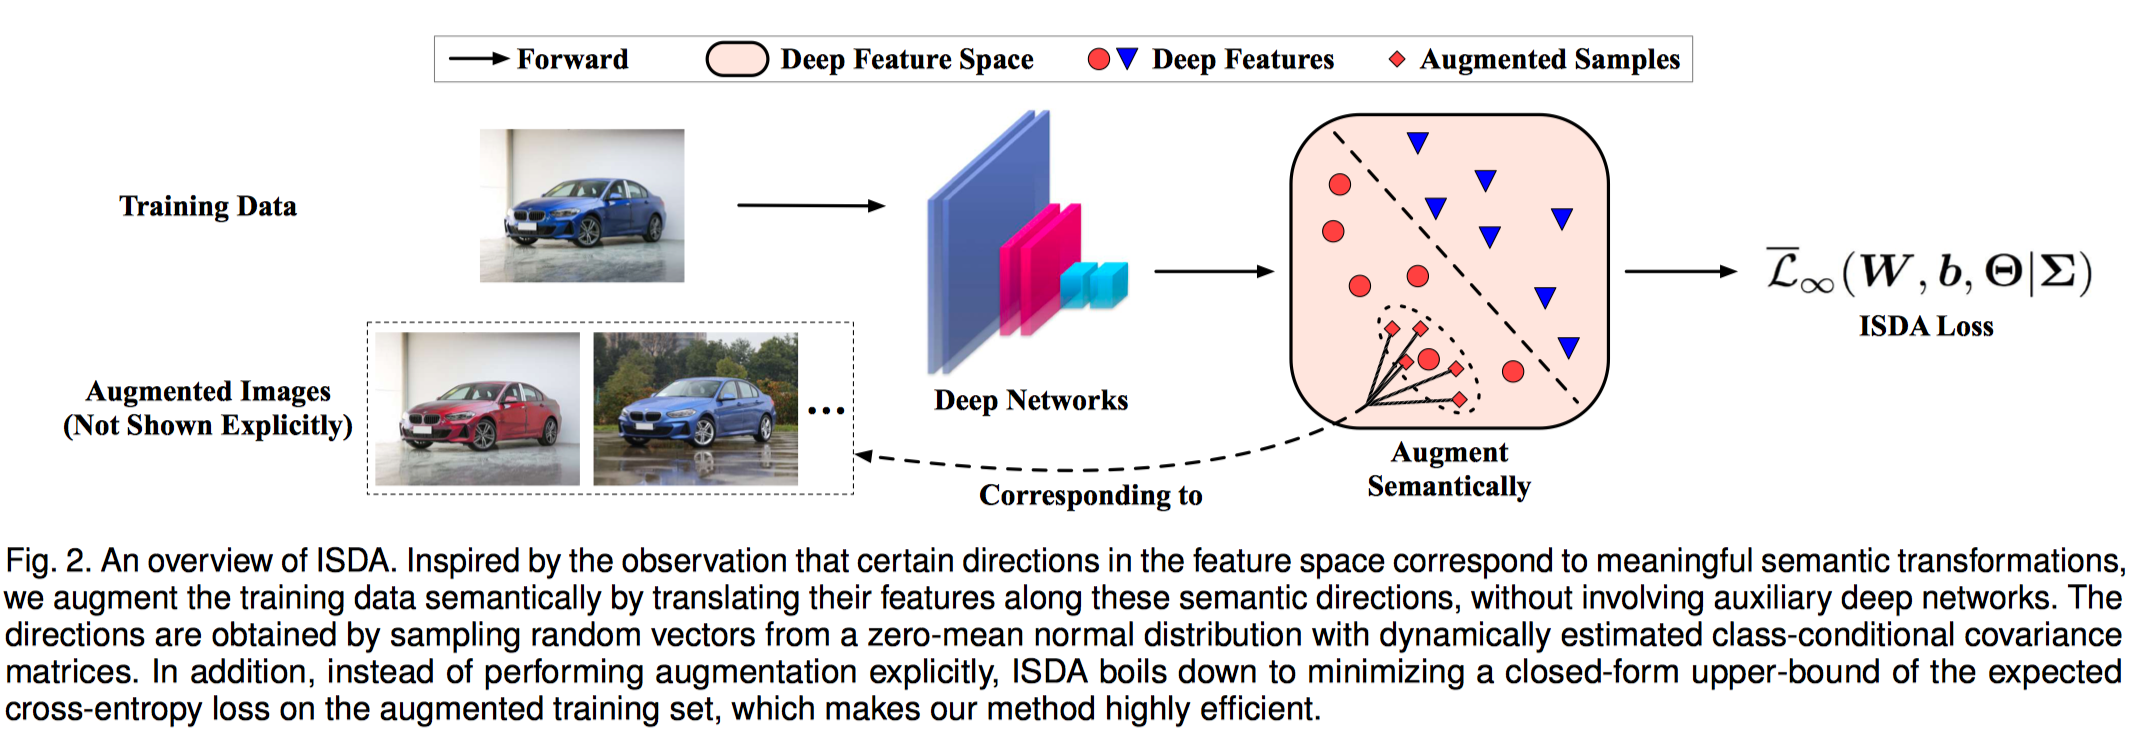 Forward Deep Feature Space Deep Features Augmented Samples
Training Data
Augmented Images
(Not Shown Explicitly)
...
Deep Networks
Corresponding to
Augment
Semantically
$\overline{\mathcal{L}}_{\infty}(\boldsymbol{W}, \boldsymbol{b}, \boldsymbol{\Theta}|\boldsymbol{\Sigma})$
ISDA Loss
Fig. 2. An overview of ISDA. Inspired by the observation that certain directions in the feature space correspond to meaningful semantic transformations,
we augment the training data semantically by translating their features along these semantic directions, without involving auxiliary deep networks. The
directions are obtained by sampling random vectors from a zero-mean normal distribution with dynamically estimated class-conditional covariance
matrices. In addition, instead of performing augmentation explicitly, ISDA boils down to minimizing a closed-form upper-bound of the expected
cross-entropy loss on the augmented training set, which makes our method highly efficient.